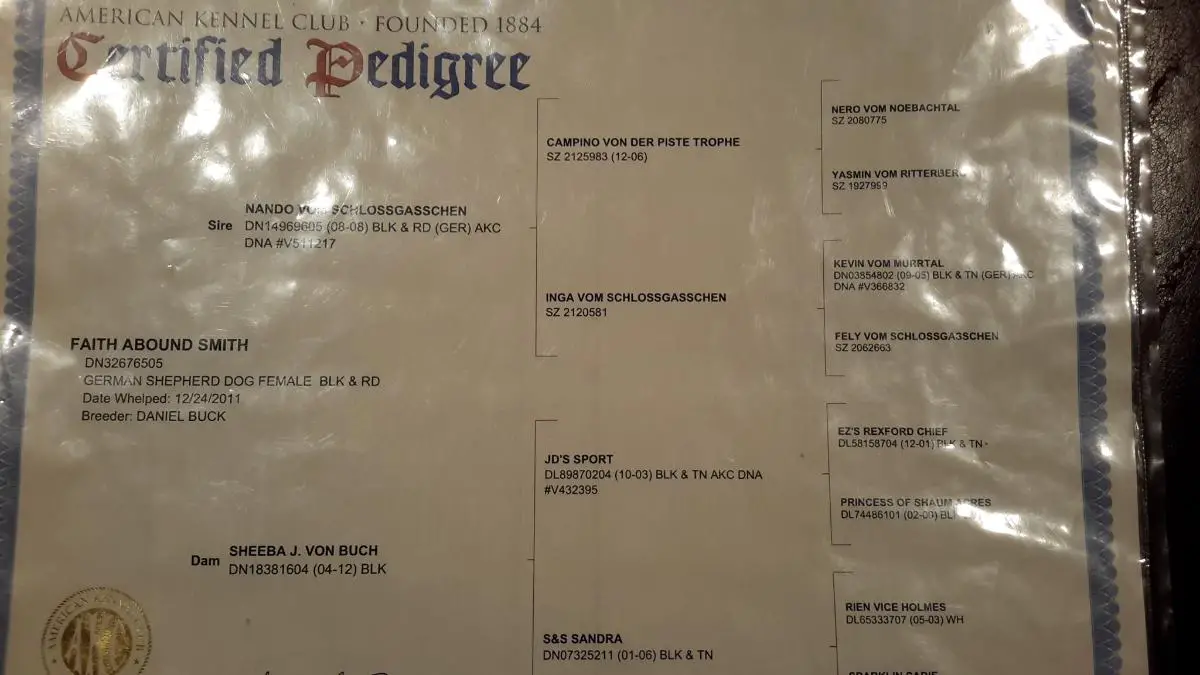 AMERICAN KENNEL CLUB · FOUNDED 1884
Certified Pedigree
NERO VOM NOEBACHTAL
SZ 2080775
CAMPINO VON DER PISTE TROPHE
SZ 2125983 (12-06)
YASMIN VOM RITTERBERG
SZ 1927999
NANDO VOM SCHLOSSGASSCHEN
Sire DN14969605 (08-08) BLK & RD (GER) AKC
DNA #V511217
KEVIN VOM MURRTAL
DN03854802 (09-05) BLK & TN (GER) AKC
DNA #V366832
INGA VOM SCHLOSSGASSCHEN
SZ 2120581
FELY VOM SCHLOSSGASSCHEN
SZ 2062663
FAITH ABOUND SMITH
DN32676505
GERMAN SHEPHERD DOG FEMALE BLK & RD
Date Whelped: 12/24/2011
Breeder: DANIEL BUCK
EZ'S REXFORD CHIEF
DL58158704 (12-01) BLK & TN
JD'S SPORT
DL89870204 (10-03) BLK & TN AKC DNA
#V432395
PRINCESS OF SHAUM ACRES
DL74486101
Dam SHEEBA J. VON BUCH
DN18381604 (04-12) BLK
RIEN VICE HOLMES
DL65333707 (05-03) WH
S&S SANDRA
DN07325211 (01-06) BLK & TN
AMERICAN KENNEL CLUB